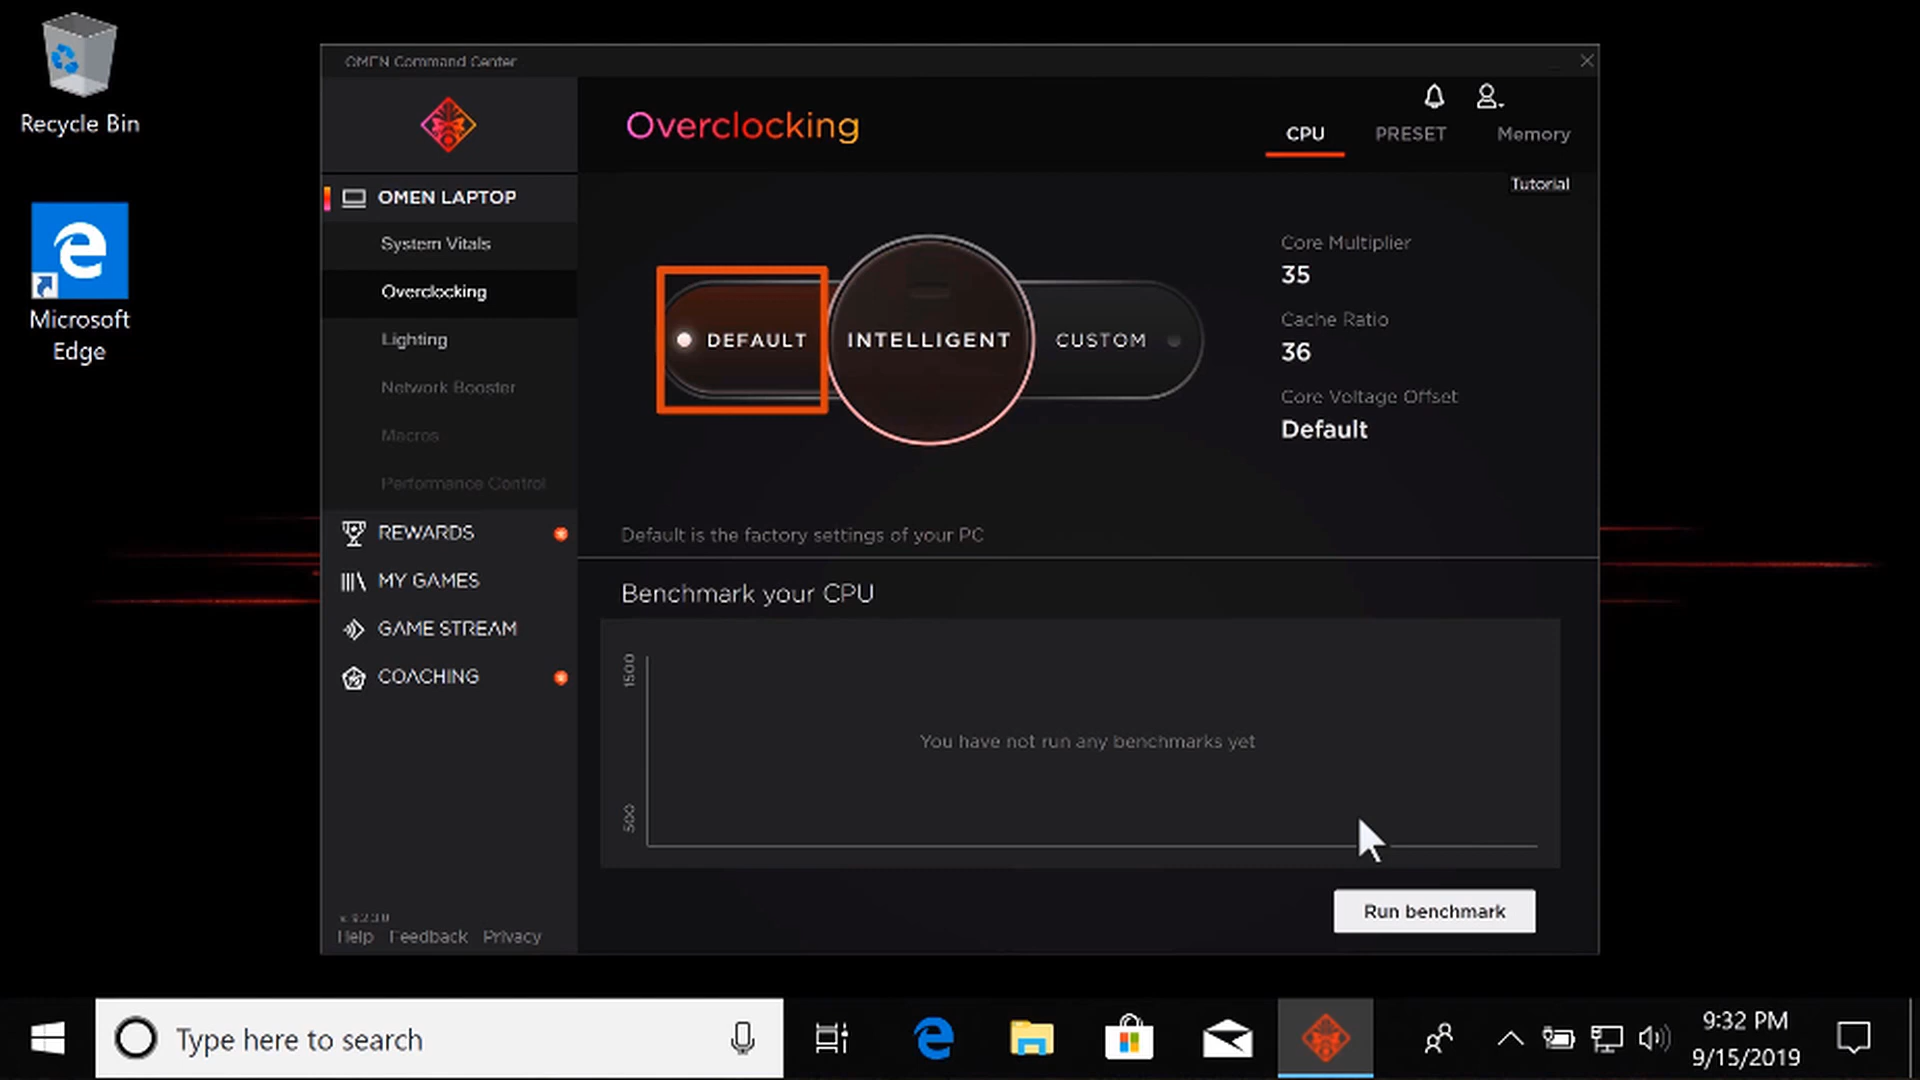 Recycle Bin
Microsoft
Edge
OMEN Command Center
Overclocking
CPU
PRESET
Memory
Tutorial
OMEN LAPTOP
System Vitals
Overclocking
Lighting
Network Booster
Macros
Performance Control
REWARDS
MY GAMES
GAME STREAM
COACHING
Help Feedback Privacy
DEFAULT
INTELLIGENT
CUSTOM
Core Multiplier
35
Cache Ratio
36
Core Voltage Offset
Default
Default is the factory settings of your PC
Benchmark your CPU
1500
500
You have not run any benchmarks yet
Run benchmark
Type here to search
9:32 PM
9/15/2019